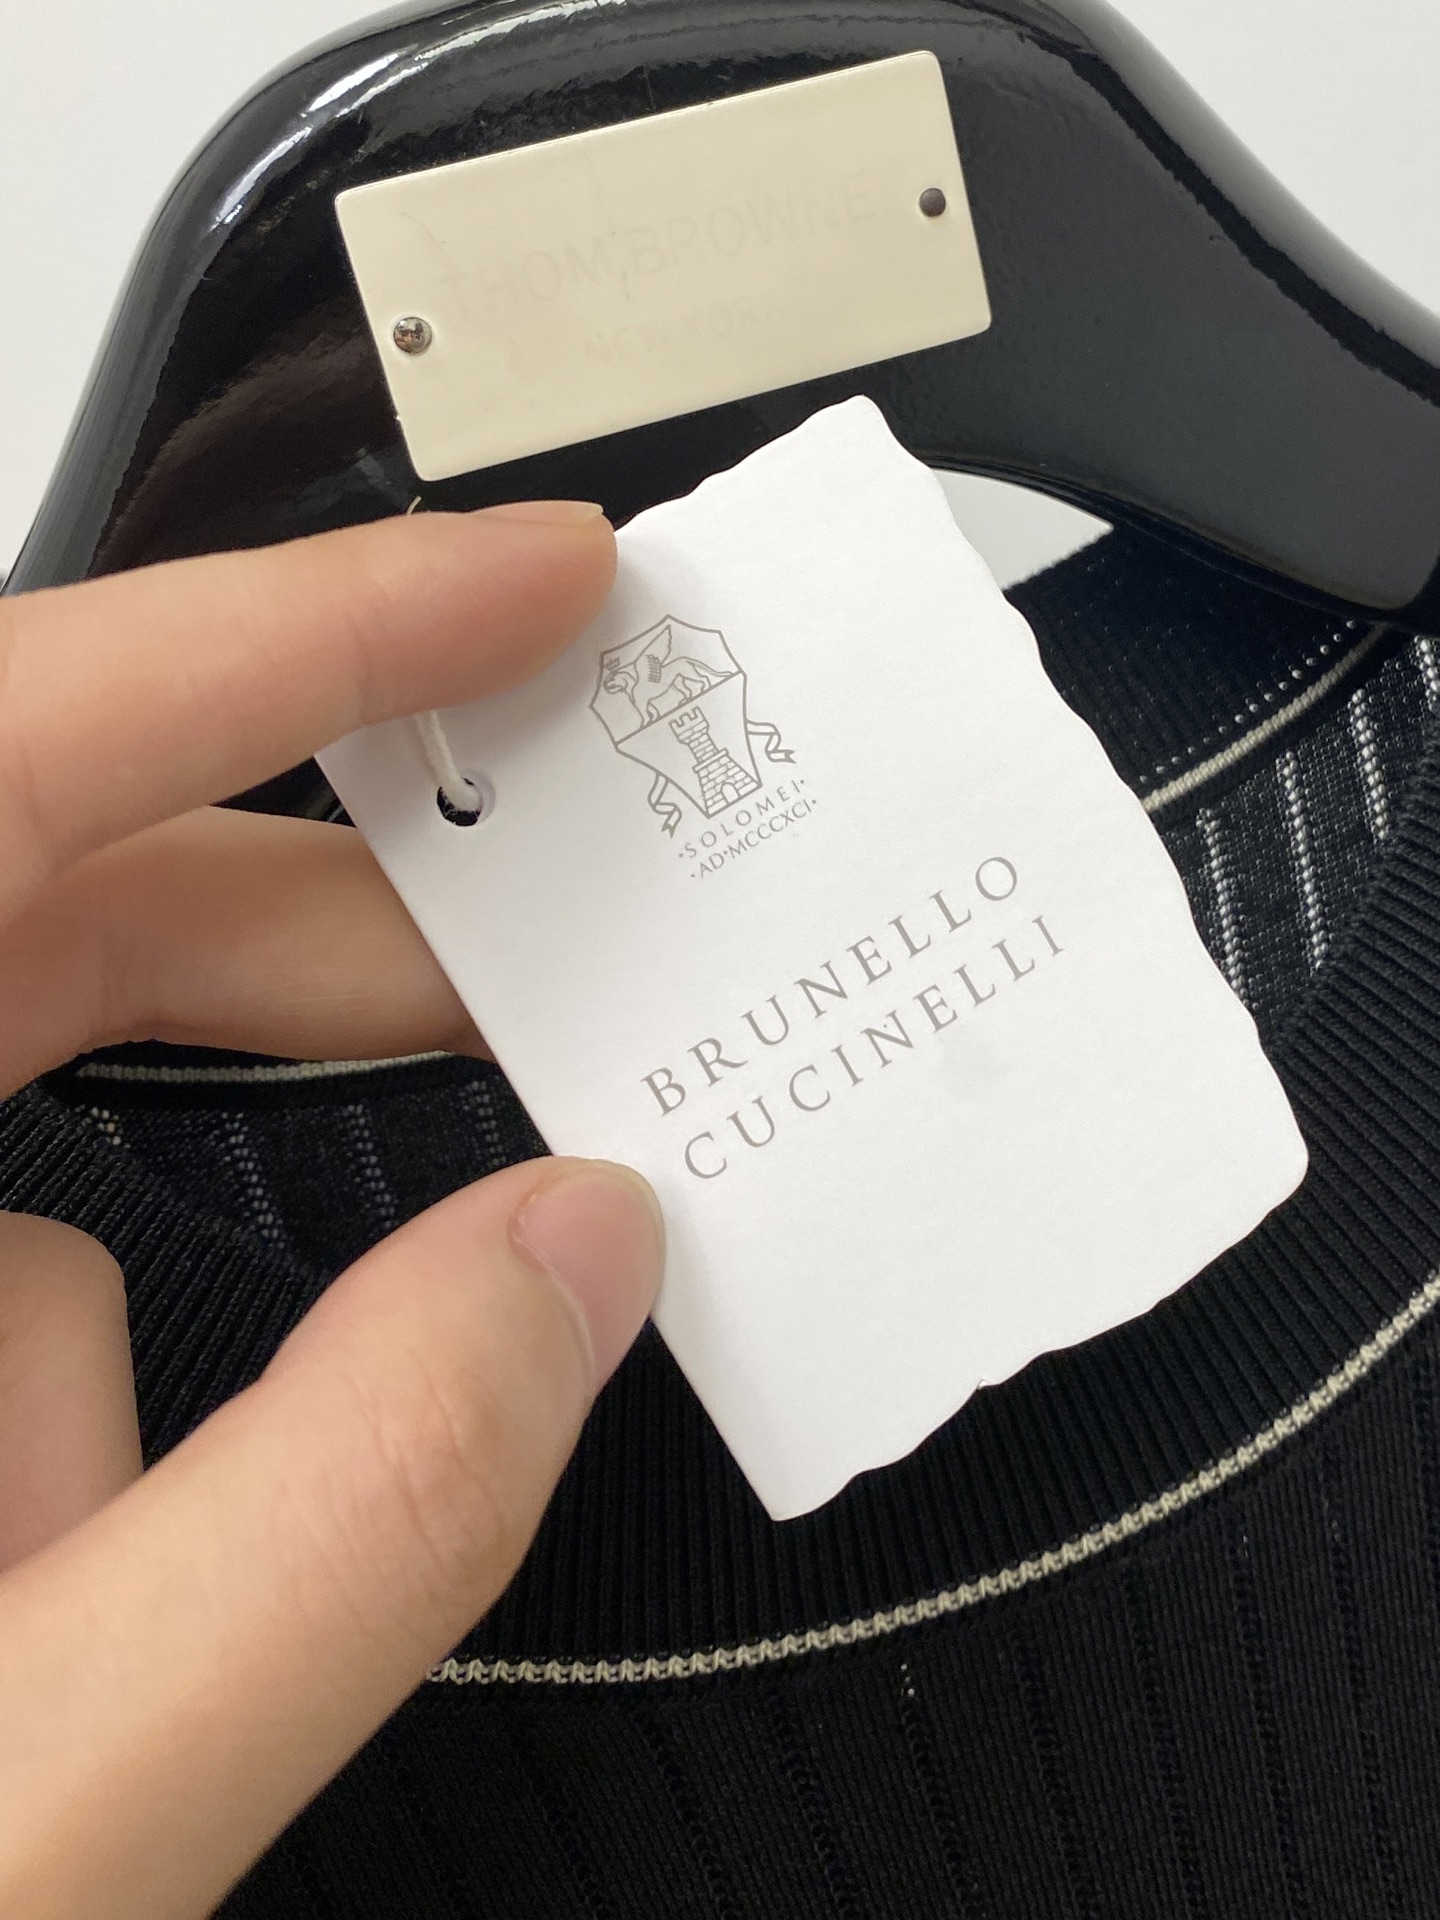 THOM BROWNE.
NEW YORK
·SOLOMEI·
·AD·MCCCXCI·
BRUNELLO
CUCINELLI